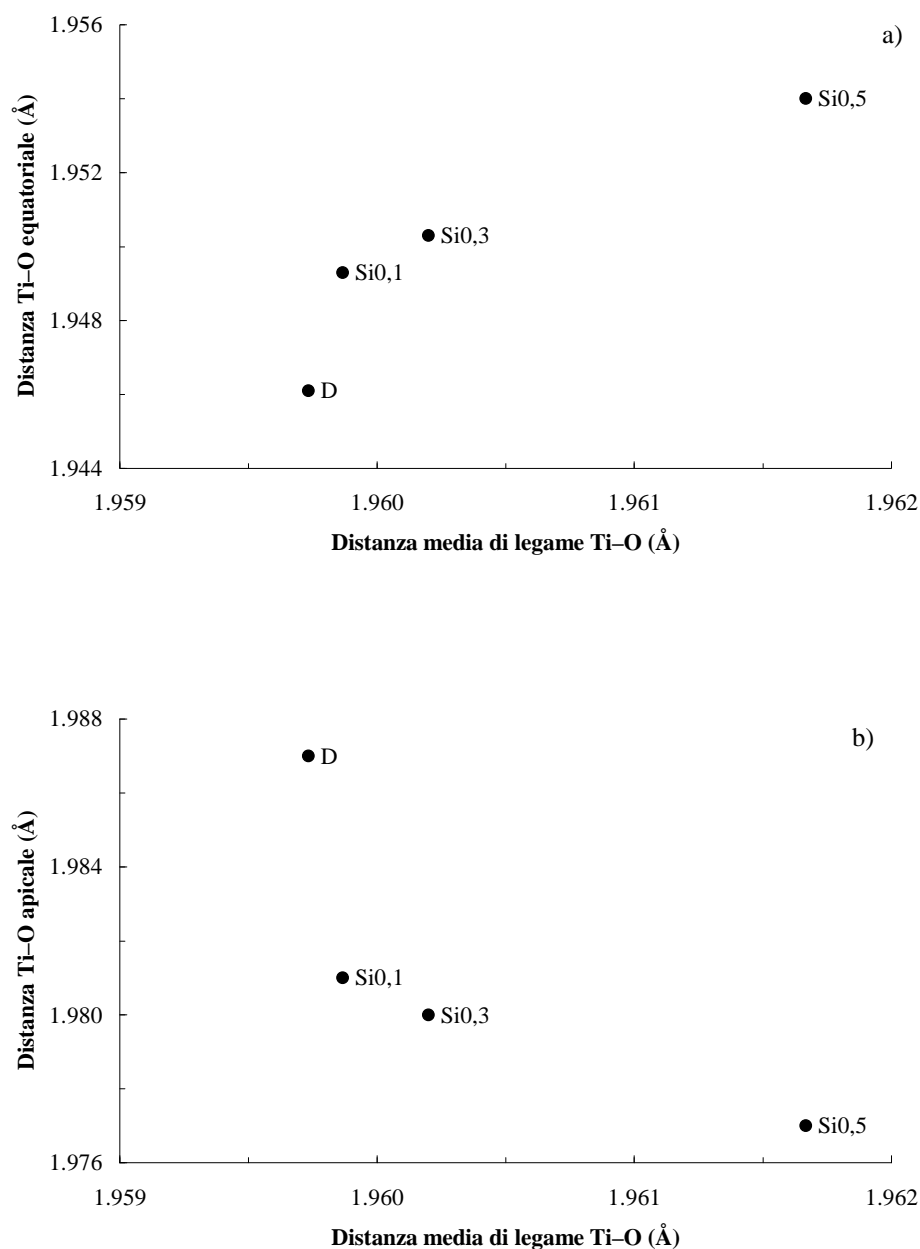 a)
Distanza Ti–O equatoriale (Å)
1.956
1.952
1.948
1.944
Si0,5
Si0,3
Si0,1
D
1.959
1.960
1.961
1.962
Distanza media di legame Ti–O (Å)
b)
Distanza Ti–O apicale (Å)
1.988
1.984
1.980
1.976
D
Si0,1
Si0,3
Si0,5
1.959
1.960
1.961
1.962
Distanza media di legame Ti–O (Å)